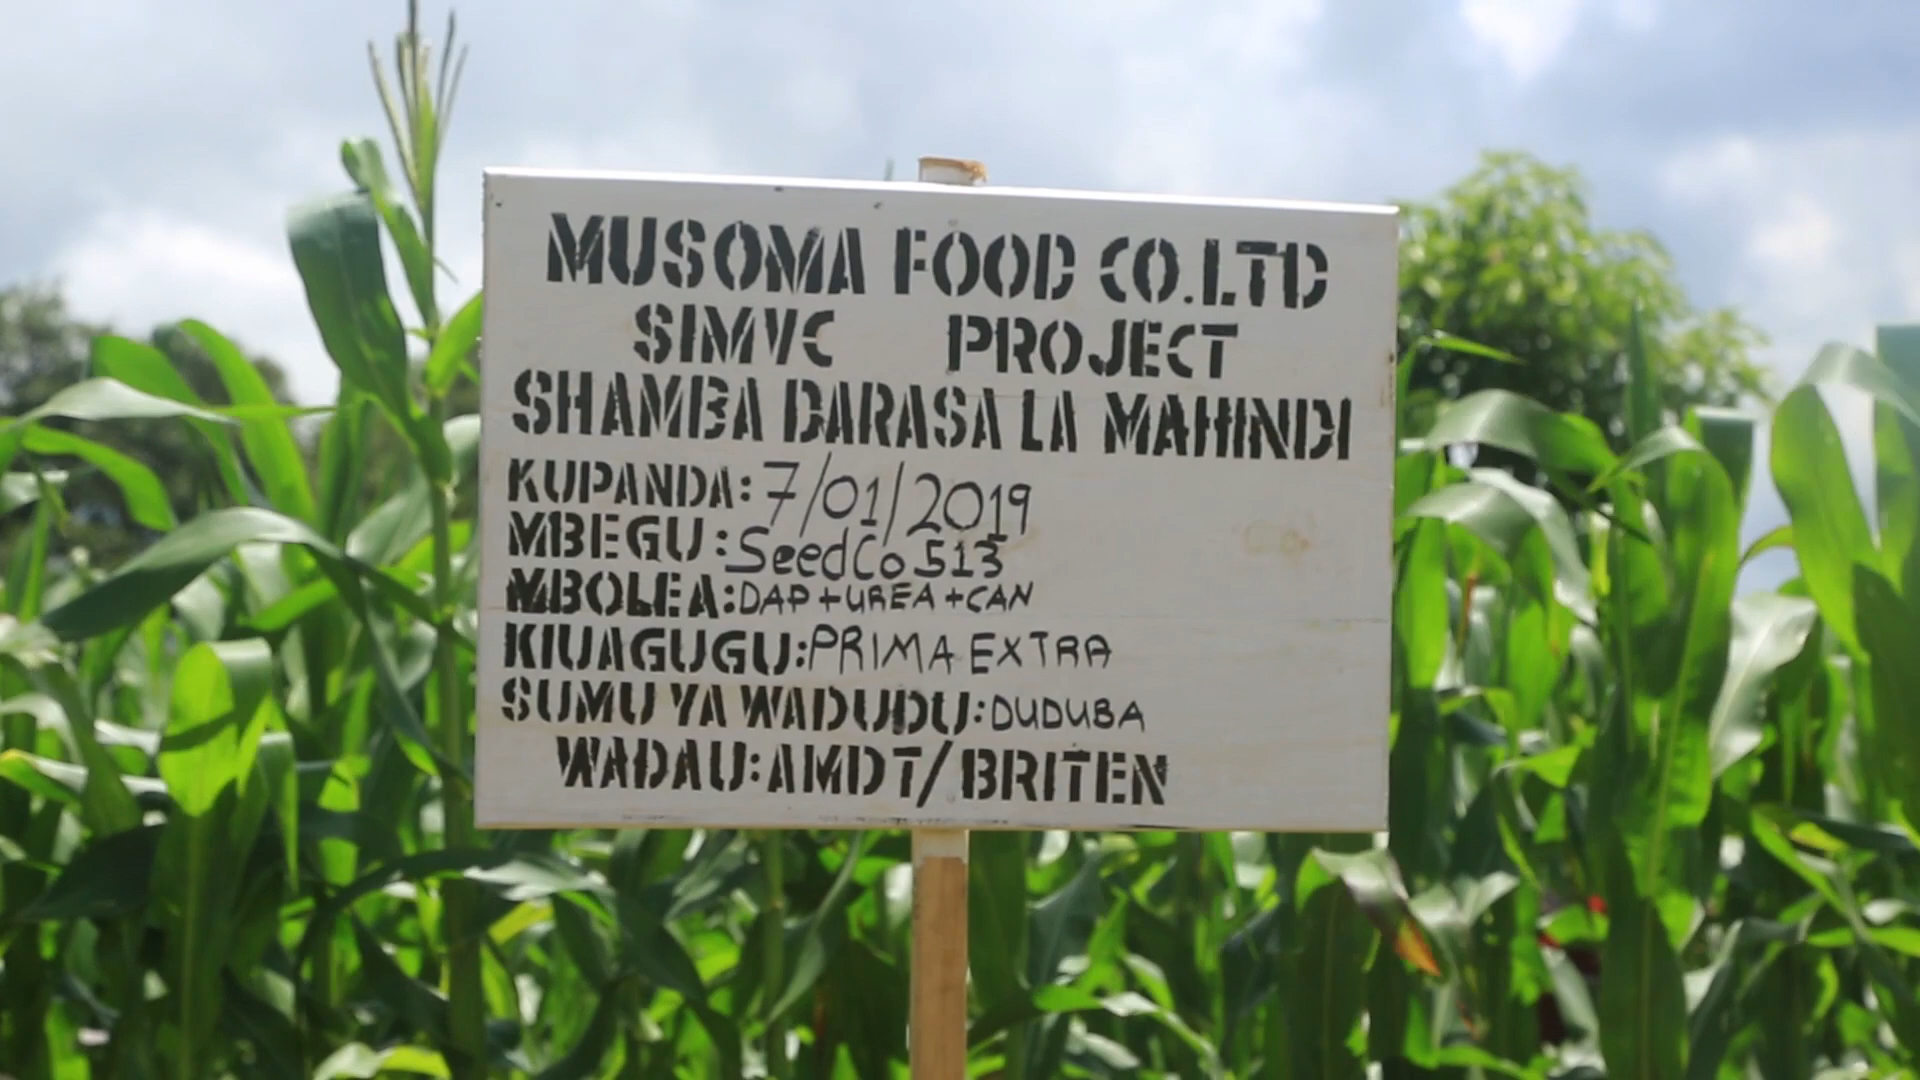 MUSOMA FOOD CO.LTD
SIMVC PROJECT
SHAMBA DARASA LA MAHINDI
KUPANDA: 7/01/2019
MBEGU: SeedCo 513
MBOLEA: DAP+UREA+CAN
KIUAGUGU: PRIMA EXTRA
SUMU YA WADUDU: DUDUBA
WADAU: AMDT/BRITEN